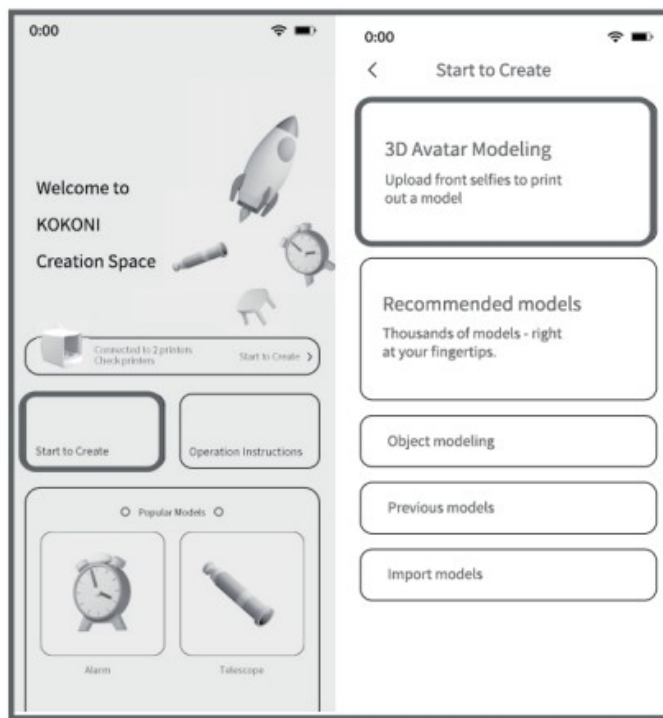 0:00
Welcome to
KOKONI
Creation Space
Connected to 2 printers
Check printers
Start to Create >
Start to Create
Operation Instructions
Popular Models
Alarm
Telescope
0:00
< Start to Create
3D Avatar Modeling
Upload front selfies to print
out a model
Recommended models
Thousands of models - right
at your fingertips.
Object modeling
Previous models
Import models